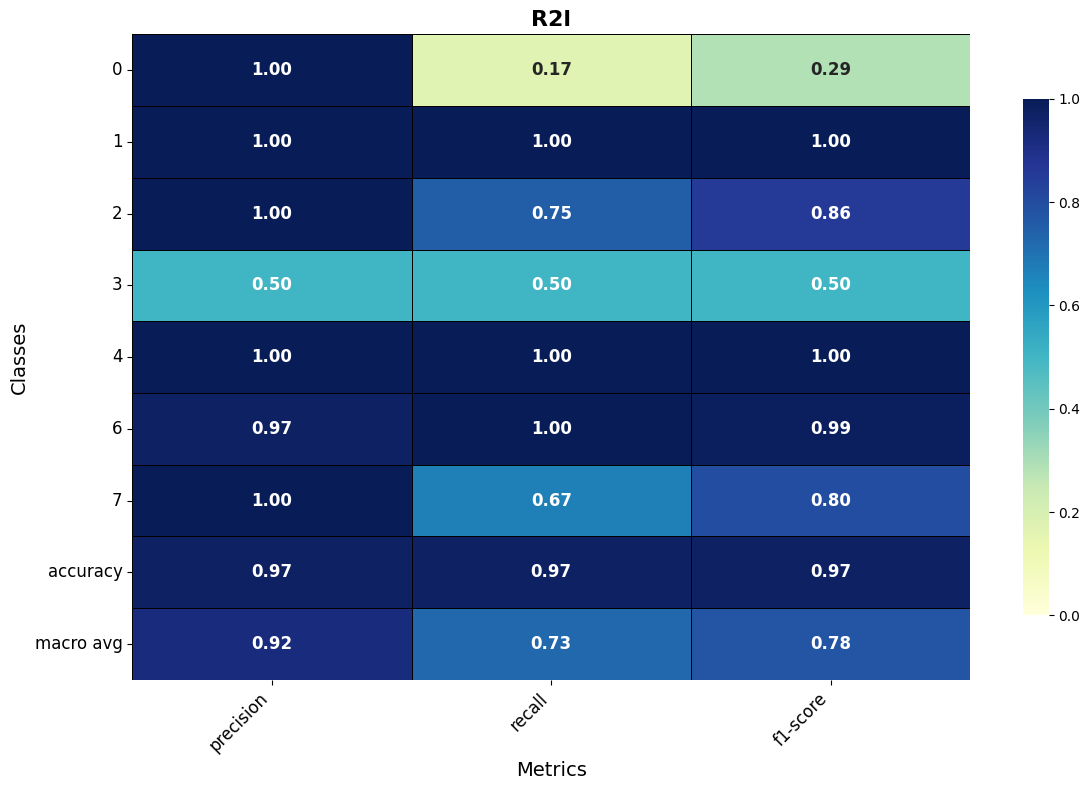 R2l
0 1.00 0.17 0.29
1 1.00 1.00 1.00
2 1.00 0.75 0.86
3 0.50 0.50 0.50
4 1.00 1.00 1.00
6 0.97 1.00 0.99
7 1.00 0.67 0.80
accuracy 0.97 0.97 0.97
macro avg 0.92 0.73 0.78
Classes
precision recall f1-score
Metrics
1.0
0.8
0.6
0.4
0.2
0.0